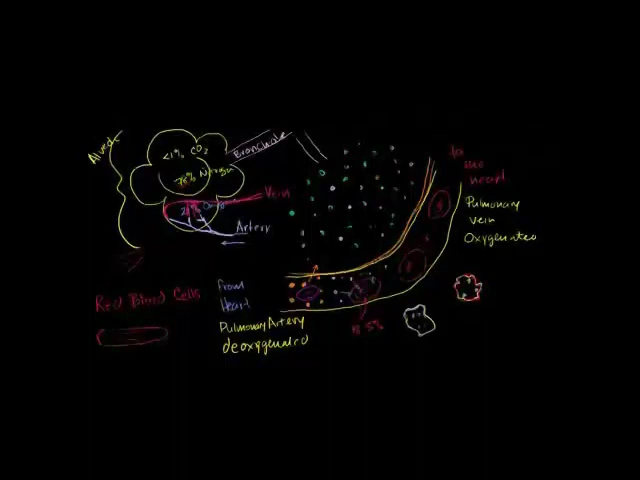 Alveoli
<1% CO2
78% Nitrogen
21%
Bronchiole
Vein
Artery
Red Blood Cells
from
Heart
Pulmonary Artery
deoxygenated
to
the
heart
Pulmonary
vein
Oxygenated